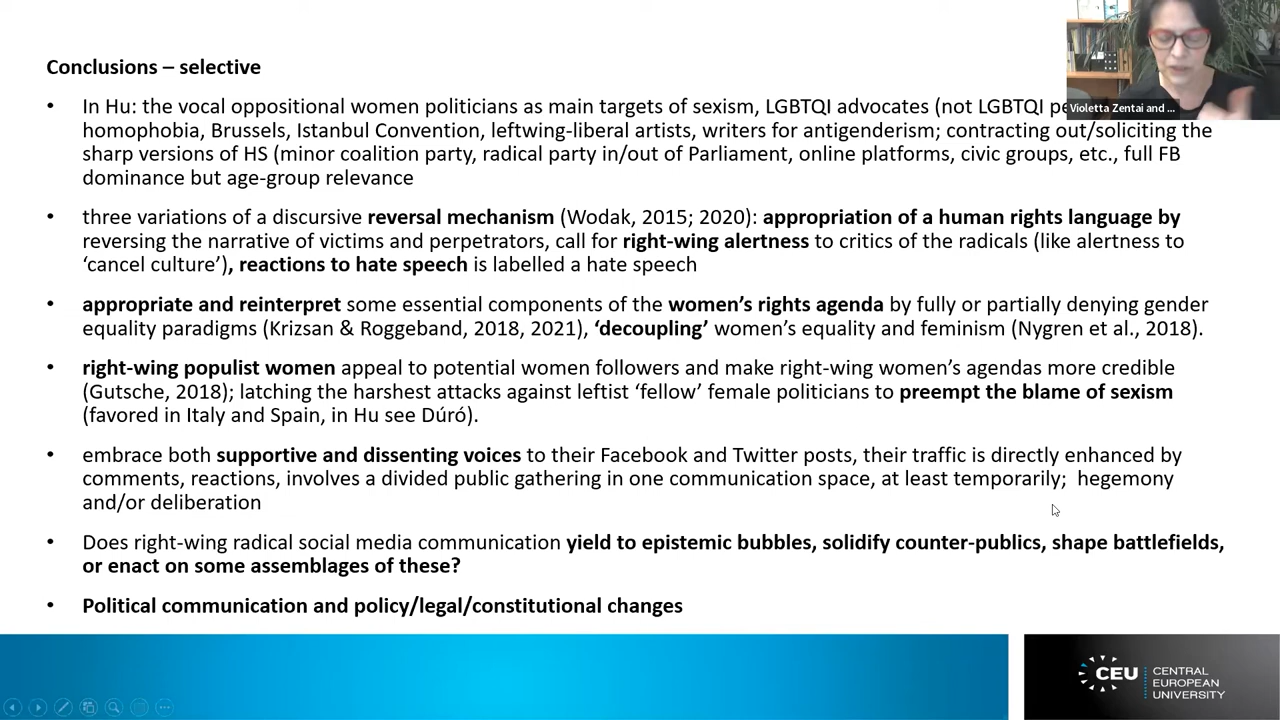 Conclusions – selective
• In Hu: the vocal oppositional women politicians as main targets of sexism, LGBTQI advocates (not LGBTQI
homophobia, Brussels, Istanbul Convention, leftwing-liberal artists, writers for antigenderism; contracting out/soliciting the
sharp versions of HS (minor coalition party, radical party in/out of Parliament, online platforms, civic groups, etc., full FB
dominance but age-group relevance
• three variations of a discursive reversal mechanism (Wodak, 2015; 2020): appropriation of a human rights language by
reversing the narrative of victims and perpetrators, call for right-wing alertness to critics of the radicals (like alertness to
‘cancel culture’), reactions to hate speech is labelled a hate speech
• appropriate and reinterpret some essential components of the women’s rights agenda by fully or partially denying gender
equality paradigms (Krizsan & Roggeband, 2018, 2021), ‘decoupling’ women’s equality and feminism (Nygren et al., 2018).
• right-wing populist women appeal to potential women followers and make right-wing women’s agendas more credible
(Gutsche, 2018); latching the harshest attacks against leftist ‘fellow’ female politicians to preempt the blame of sexism
(favored in Italy and Spain, in Hu see Dúró).
• embrace both supportive and dissenting voices to their Facebook and Twitter posts, their traffic is directly enhanced by
comments, reactions, involves a divided public gathering in one communication space, at least temporarily; hegemony
and/or deliberation
• Does right-wing radical social media communication yield to epistemic bubbles, solidify counter-publics, shape battlefields,
or enact on some assemblages of these?
• Political communication and policy/legal/constitutional changes
Violetta Zentai and ...
CEU
CENTRAL
EUROPEAN
UNIVERSITY